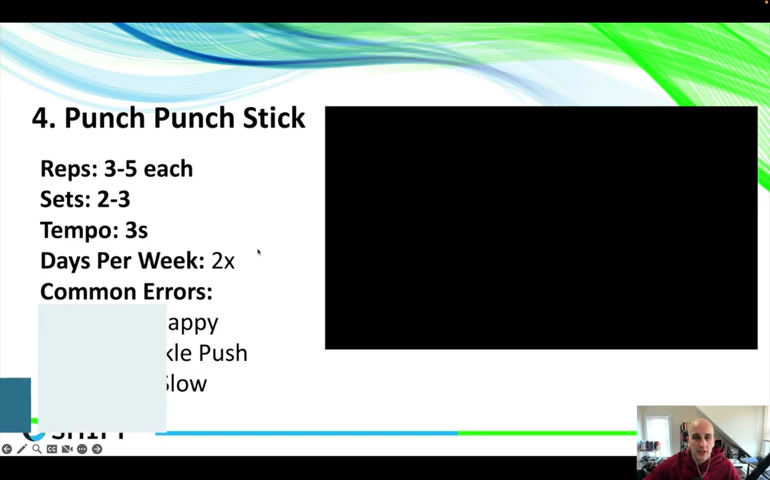 4. Punch Punch Stick
Reps: 3-5 each
Sets: 2-3
Tempo: 3s
Days Per Week: 2x
Common Errors:
Push